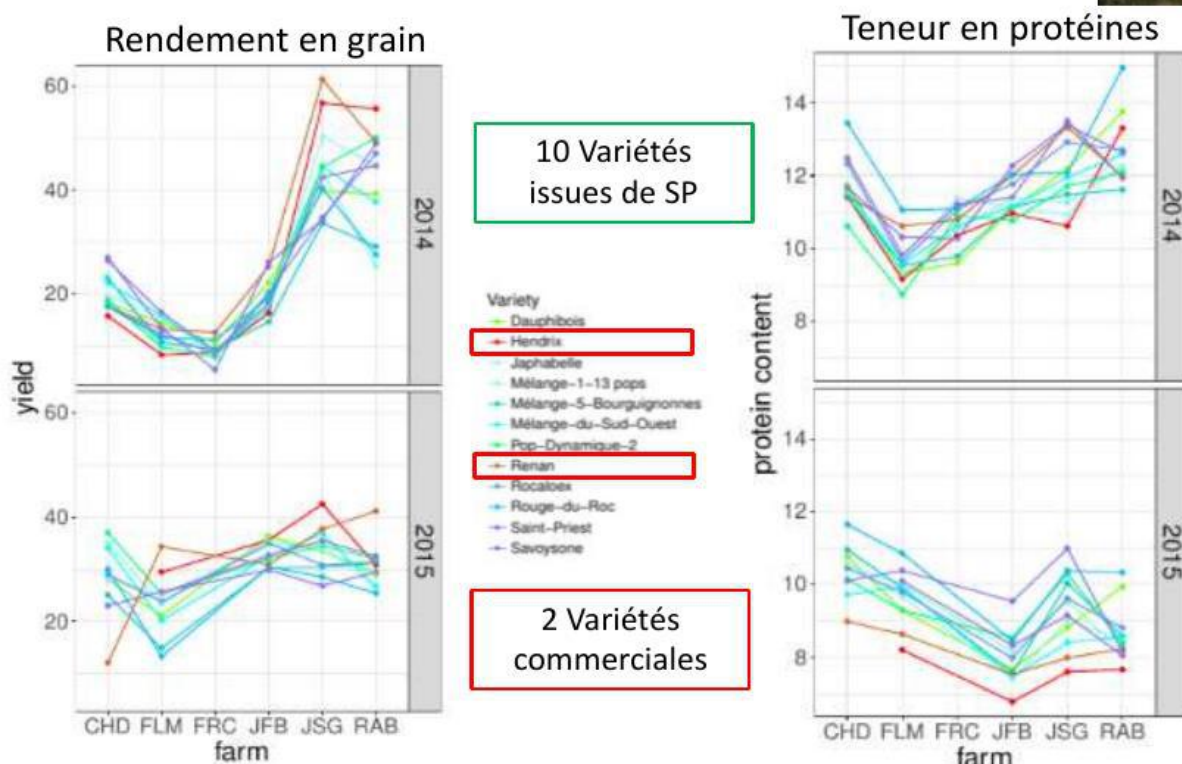 Rendement en grain
60
40
20
2014
60
40
20
2015
yield
CHD FLM FRC JFB JSG RAB
farm
10 Variétés
issues de SP
Variety
Dauphibois
Hendrix
Japhabelle
Mélange-1-13 pops
Mélange-5-Bourguignonnes
Mélange-du-Sud-Ouest
Pop-Dynamique-2
Renan
Rocaloex
Rouge-du-Roc
Saint-Priest
Savoysone
2 Variétés
commerciales
Teneur en protéines
14
12
10
8
2014
14
12
10
8
2015
protein content
CHD FLM FRC JFB JSG RAB
farm